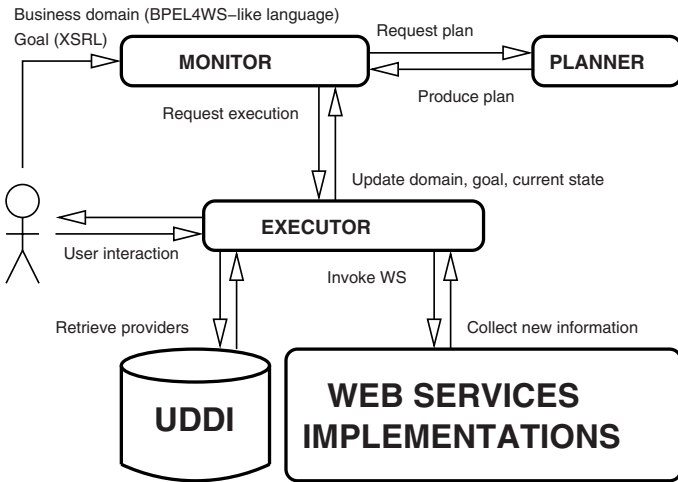 Business domain (BPEL4WS−like language)
Goal (XSRL)
Request plan
MONITOR
PLANNER
Produce plan
Request execution
Update domain, goal, current state
EXECUTOR
User interaction
Invoke WS
Retrieve providers
Collect new information
UDDI
WEB SERVICES
IMPLEMENTATIONS